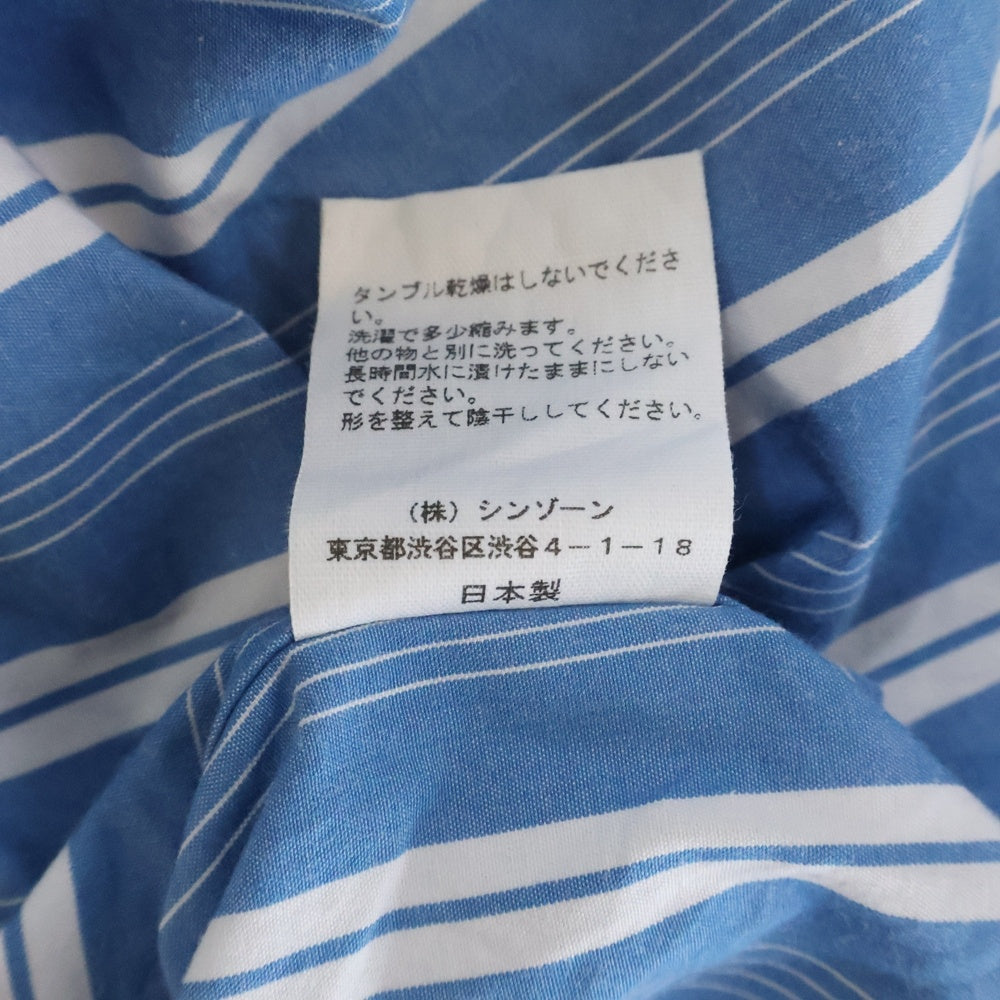 タンブル乾燥はしないでくださ
い。
洗濯で多少縮みます。
他の物と別に洗ってください。
長時間水に漬けたままにしない
でください。
形を整えて陰干ししてください。
（株）シンゾーン
東京都渋谷区渋谷４－１－１８
日本製